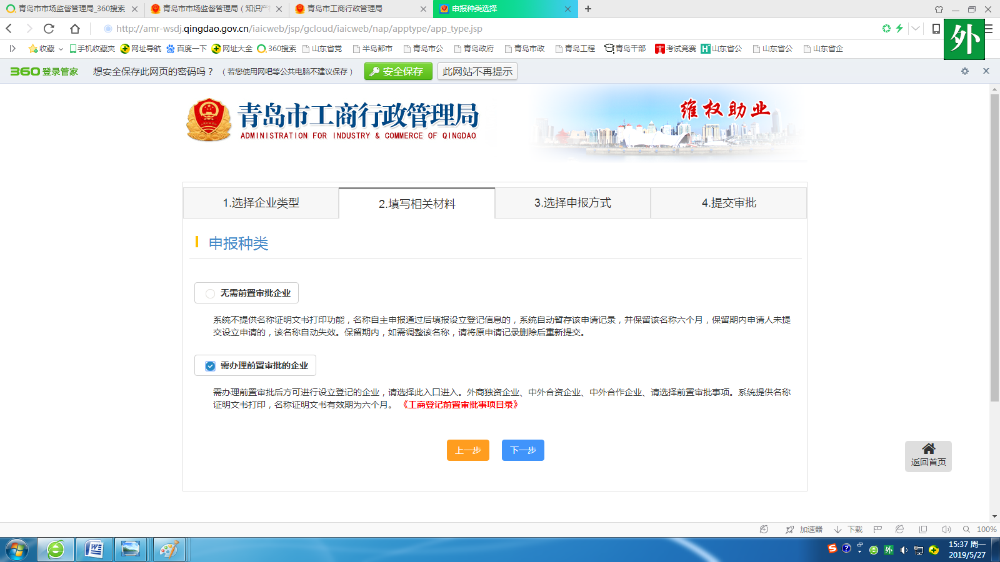 青岛市市场监督管理局_360搜索
青岛市市场监督管理局（知识产
青岛市工商行政管理局
申报种类选择
http://amr-wsdj.qingdao.gov.cn/iaicweb/jsp/gcloud/iaicweb/nap/apptype/app_type.jsp
外
收藏 手机收藏夹 网址导航 百度一下 网址大全 360搜索 山东省党 半岛都市 青岛市公 青岛政府 青岛市政 青岛工程 青岛干部 考试竞赛 山东省公 山东省公 山东省企
360登录管家 想安全保存此网页的密码吗？（若您使用网吧等公共电脑不建议保存） 安全保存 此网站不再提示
青岛市工商行政管理局
ADMINISTRATION FOR INDUSTRY & COMMERCE OF QINGDAO
维权助业
1.选择企业类型 2.填写相关材料 3.选择申报方式 4.提交审批
申报种类
无需前置审批企业
系统不提供名称证明文书打印功能，名称自主申报通过后填报设立登记信息的，系统自动暂存该申请记录，并保留该名称六个月，保留期内申请人未提
交设立申请的，该名称自动失效。保留期内，如需调整该名称，请将原申请记录删除后重新提交。
需办理前置审批的企业
需办理前置审批后方可进行设立登记的企业，请选择此入口进入。外商独资企业、中外合资企业、中外合作企业、请选择前置审批事项。系统提供名称
证明文书打印，名称证明文书有效期为六个月。《工商登记前置审批事项目录》
上一步 下一步
返回首页
加速器 下载 100%
外
15:37 周一
2019/5/27